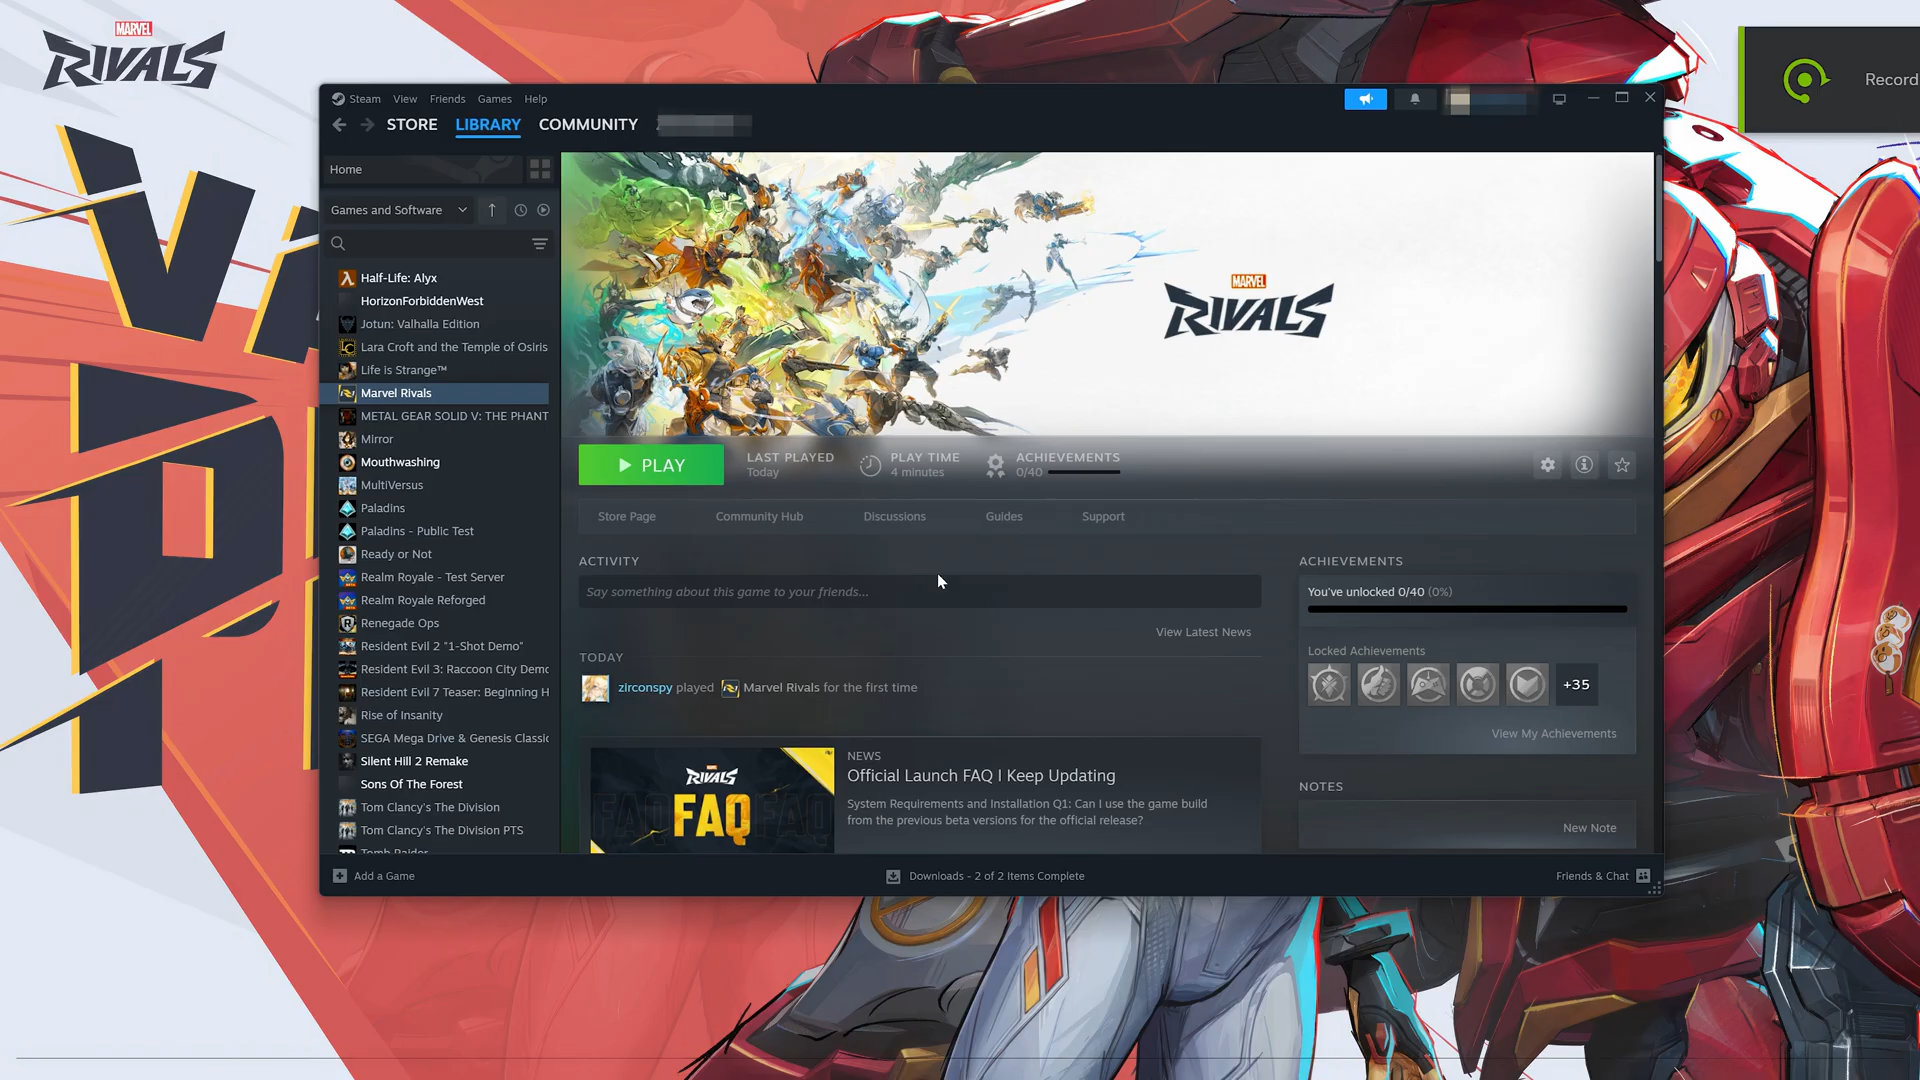 MARVEL
RIVALS
Record
Steam View Friends Games Help
STORE LIBRARY COMMUNITY
Home
Games and Software
Half-Life: Alyx
HorizonForbiddenWest
Jotun: Valhalla Edition
Lara Croft and the Temple of Osiris
Life is Strange™
Marvel Rivals
METAL GEAR SOLID V: THE PHANT
Mirror
Mouthwashing
MultiVersus
Paladins
Paladins - Public Test
Ready or Not
Realm Royale - Test Server
Realm Royale Reforged
Renegade Ops
Resident Evil 2 "1-Shot Demo"
Resident Evil 3: Raccoon City Demo
Resident Evil 7 Teaser: Beginning H
Rise of Insanity
SEGA Mega Drive & Genesis Classic
Silent Hill 2 Remake
Sons Of The Forest
Tom Clancy's The Division
Tom Clancy's The Division PTS
Tomb Raider
Add a Game
MARVEL
RIVALS
PLAY
LAST PLAYED
Today
PLAY TIME
4 minutes
ACHIEVEMENTS
0/40
Store Page Community Hub Discussions Guides Support
ACTIVITY
Say something about this game to your friends...
View Latest News
TODAY
zirconspy played Marvel Rivals for the first time
RIVALS
FAQ FAQ FAQ
NEWS
Official Launch FAQ I Keep Updating
System Requirements and Installation Q1: Can I use the game build
from the previous beta versions for the official release?
ACHIEVEMENTS
You've unlocked 0/40 (0%)
Locked Achievements
+35
View My Achievements
NOTES
New Note
Downloads - 2 of 2 Items Complete
Friends & Chat